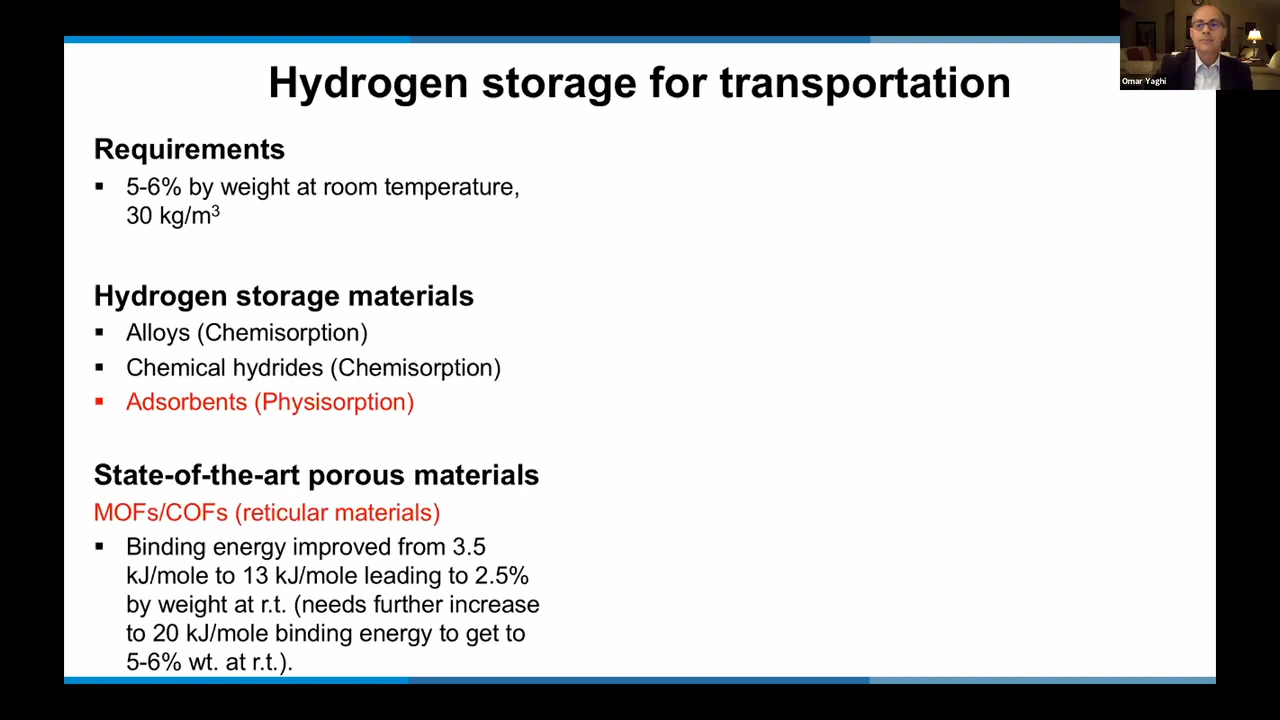 Hydrogen storage for transportation
Omar Yaghi
Requirements
▪ 5-6% by weight at room temperature,
30 kg/m³
Hydrogen storage materials
▪ Alloys (Chemisorption)
▪ Chemical hydrides (Chemisorption)
▪ Adsorbents (Physisorption)
State-of-the-art porous materials
MOFs/COFs (reticular materials)
▪ Binding energy improved from 3.5
kJ/mole to 13 kJ/mole leading to 2.5%
by weight at r.t. (needs further increase
to 20 kJ/mole binding energy to get to
5-6% wt. at r.t.).